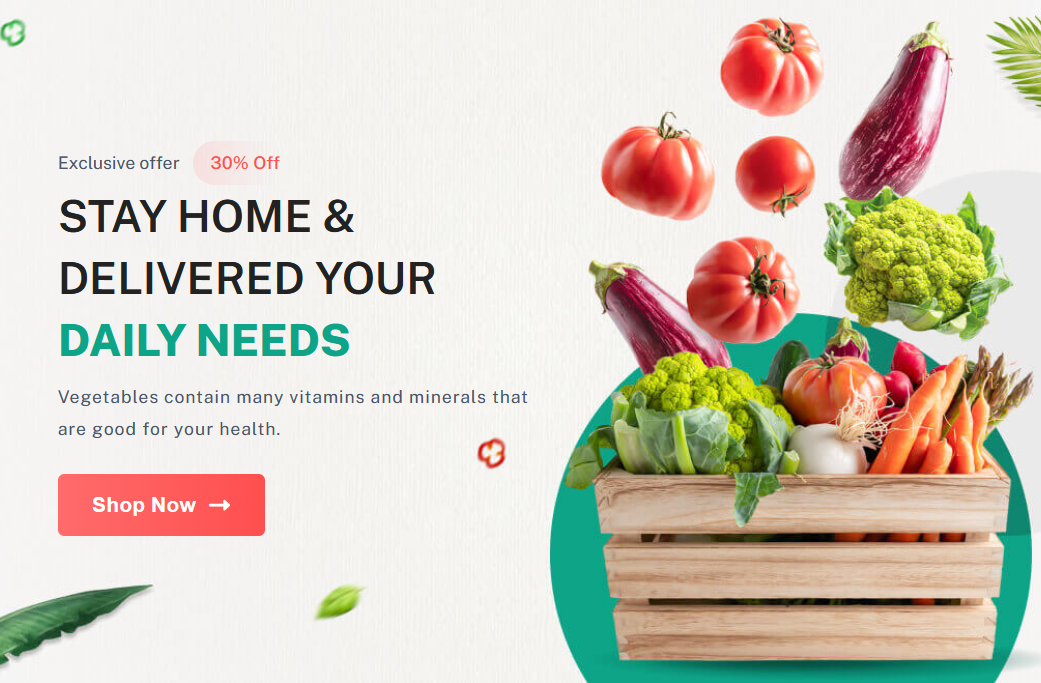 Exclusive offer 30% Off
STAY HOME &
DELIVERED YOUR
DAILY NEEDS
Vegetables contain many vitamins and minerals that
are good for your health.
Shop Now